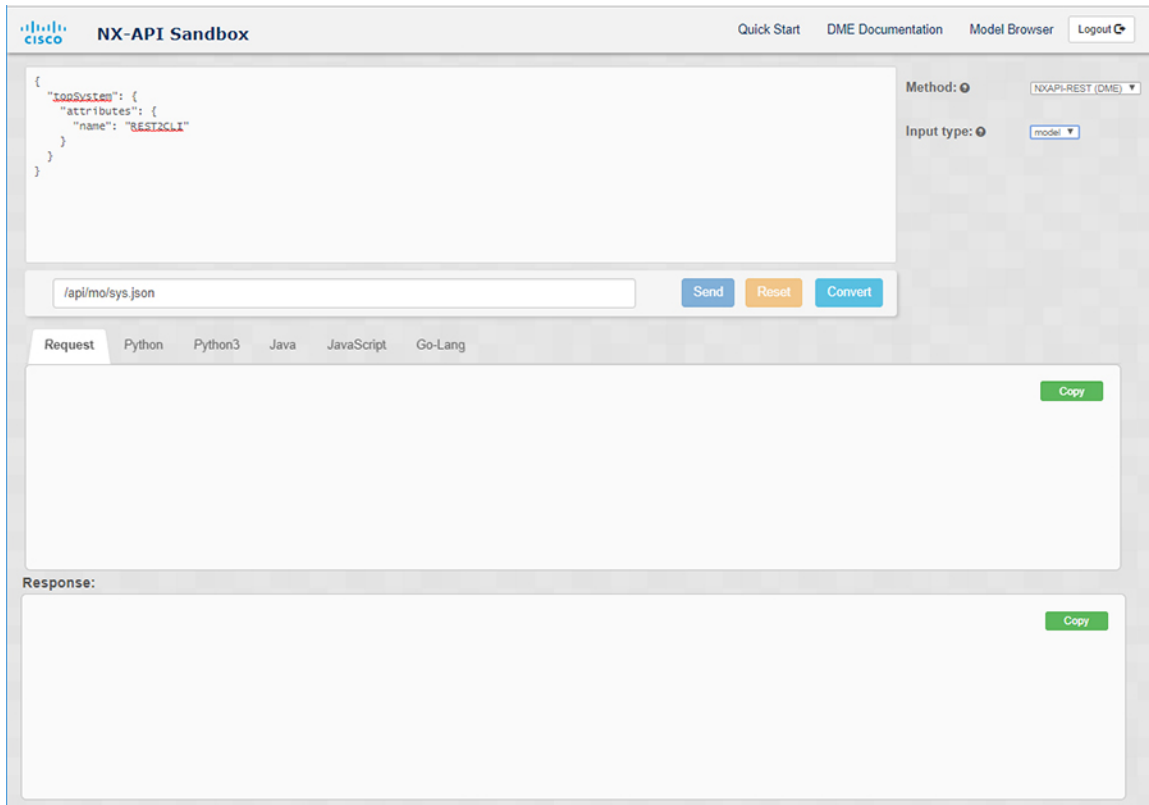 cisco NX-API Sandbox Quick Start DME Documentation Model Browser Logout
{
"topSystem": {
"attributes": {
"name": "REST2CLI"
}
}
}
Method: NXAPI-REST (DME)
Input type: model
/api/mo/sys.json Send Reset Convert
Request Python Python3 Java JavaScript Go-Lang
Copy
Response:
Copy